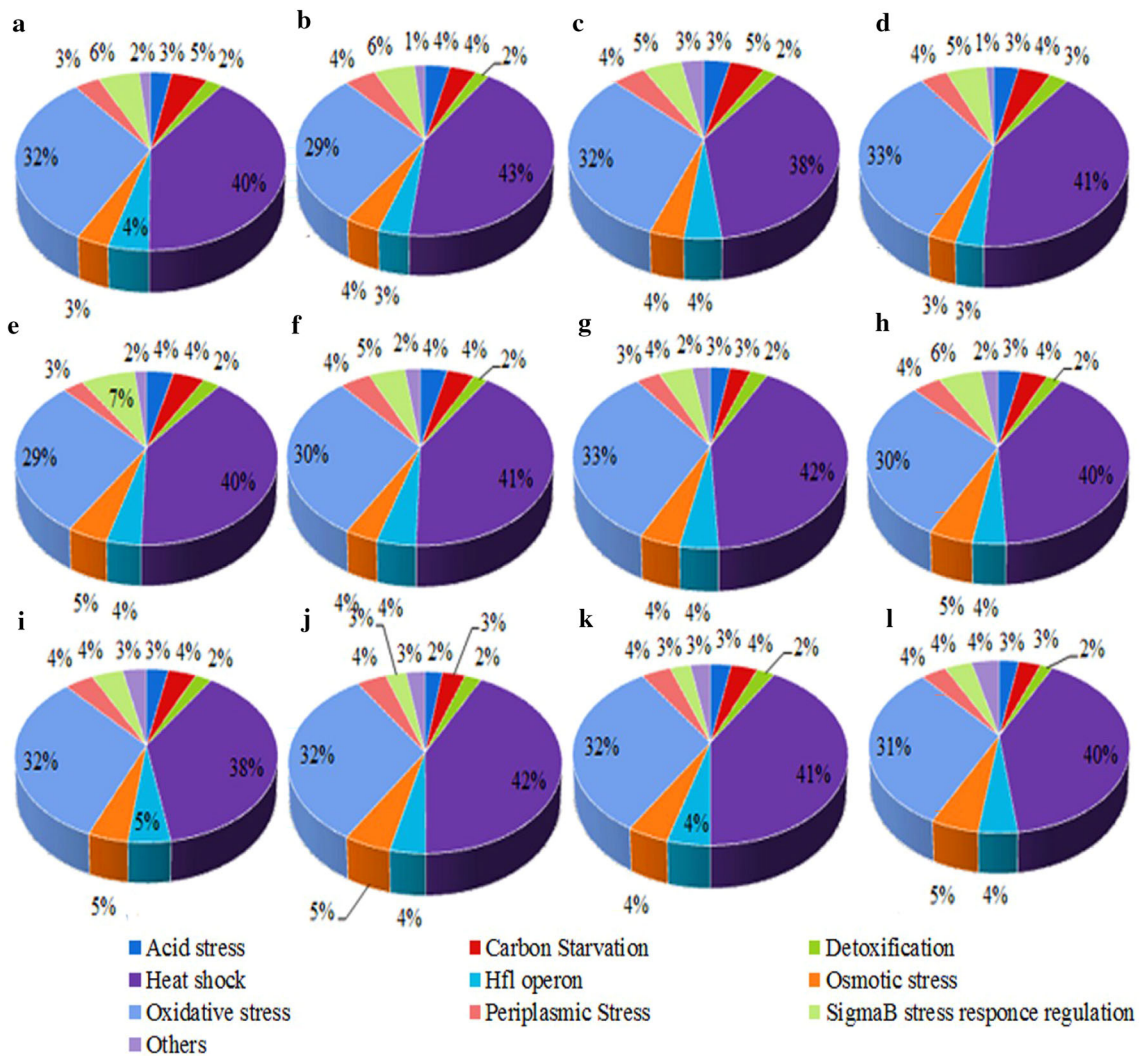 a b c d
3% 6% 2% 3% 5% 2% 4% 6% 1% 4% 4% 2% 4% 5% 3% 3% 5% 2% 4% 5% 1% 3% 4% 3%
32% 40% 29% 43% 32% 38% 33% 41%
4%
3% 4% 3% 4% 4% 3% 3%
e f g h
3% 2% 4% 4% 2% 4% 5% 2% 4% 4% 2% 3% 4% 2% 3% 3% 2% 4% 6% 2% 3% 4% 2%
7%
29% 40% 30% 41% 33% 42% 30% 40%
5% 4% 4% 4% 4% 4% 5% 4%
i j k l
4% 4% 3% 3% 4% 2% 4% 3% 3% 2% 3% 2% 4% 3% 3% 3% 4% 2% 4% 4% 4% 3% 3% 2%
32% 38% 32% 42% 32% 41% 31% 40%
5% 4%
5% 5% 4% 4% 5% 4%
Acid stress Carbon Starvation Detoxification
Heat shock Hfl operon Osmotic stress
Oxidative stress Periplasmic Stress SigmaB stress responce regulation
Others